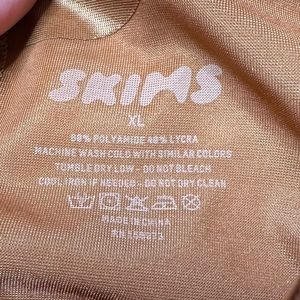 SKIMS
XL
60% POLYAMIDE 40% LYCRA
MACHINE WASH COLD WITH SIMILAR COLORS
TUMBLE DRY LOW - DO NOT BLEACH
COOL IRON IF NEEDED - DO NOT DRY CLEAN
MADE IN CHINA
RN